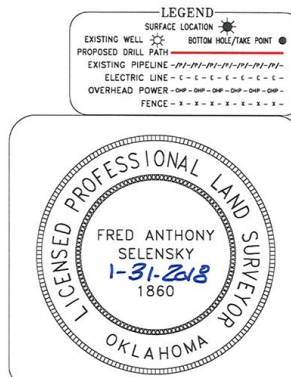 LEGEND
SURFACE LOCATION
EXISTING WELL BOTTOM HOLE/TAKE POINT
PROPOSED DRILL PATH
EXISTING PIPELINE -/P/-/P/-/P/-/P/-/P/-/P/-/P/-
ELECTRIC LINE - E - E - E - E - E - E - E -
OVERHEAD POWER -OHP-OHP-OHP-OHP-OHP-OHP-
FENCE - X - X - X - X - X - X - X -
LICENSED PROFESSIONAL LAND SURVEYOR
FRED ANTHONY
SELENSKY
1-31-2018
1860
OKLAHOMA